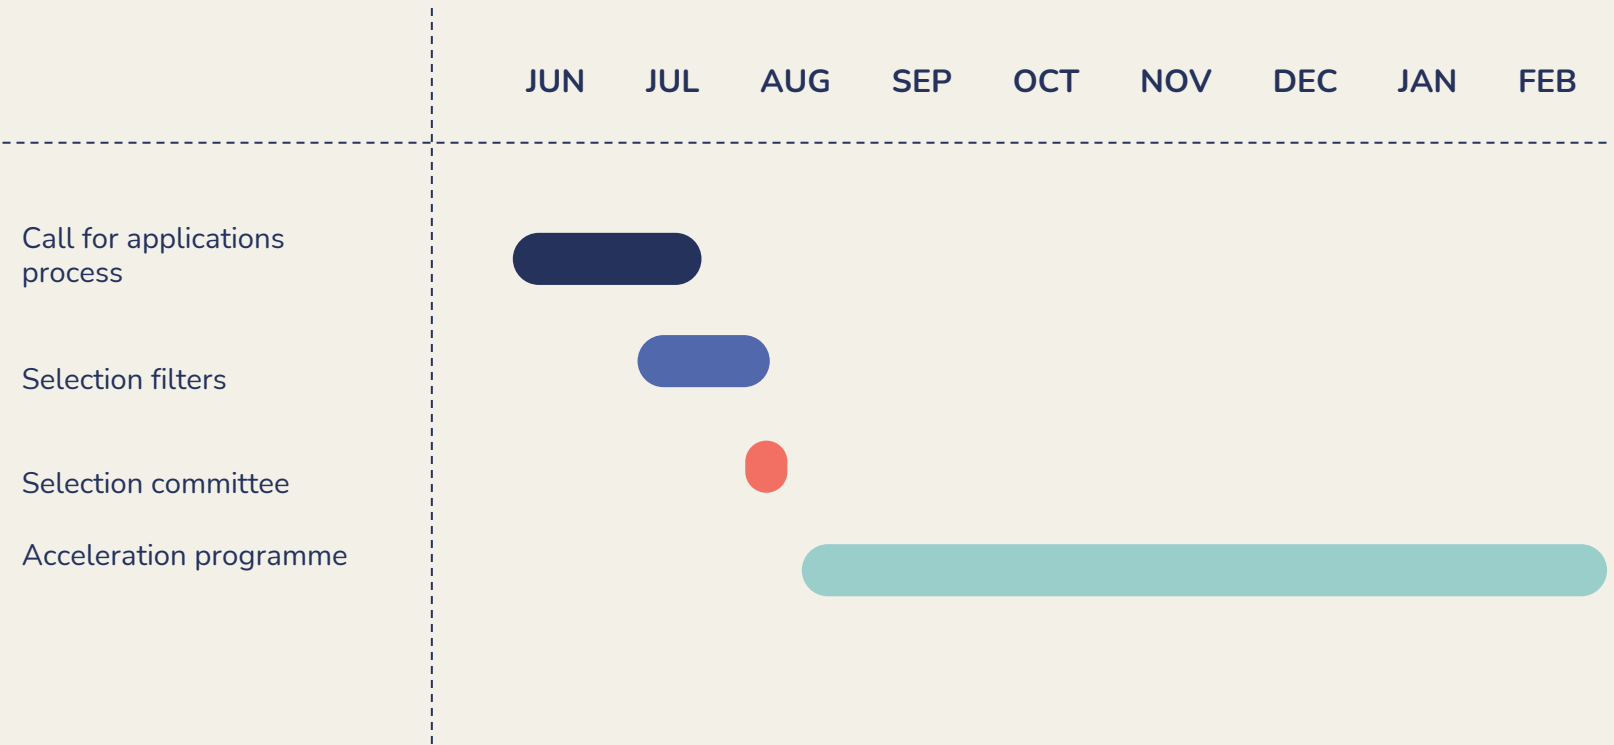 JUN JUL AUG SEP OCT NOV DEC JAN FEB
Call for applications
process
Selection filters
Selection committee
Acceleration programme